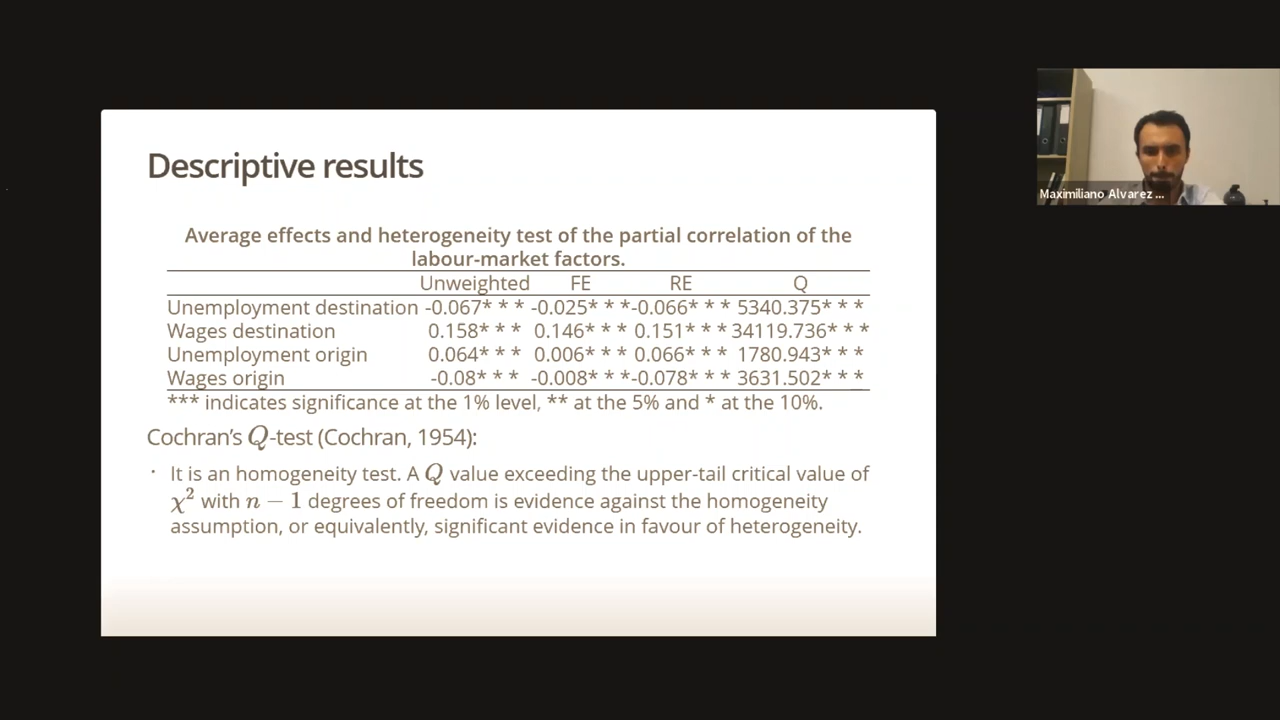 Descriptive results
Average effects and heterogeneity test of the partial correlation of the
labour-market factors.
Unweighted FE RE Q
Unemployment destination -0.067*** -0.025*** -0.066*** 5340.375***
Wages destination 0.158*** 0.146*** 0.151*** 34119.736***
Unemployment origin 0.064*** 0.006*** 0.066*** 1780.943***
Wages origin -0.08*** -0.008*** -0.078*** 3631.502***
*** indicates significance at the 1% level, ** at the 5% and * at the 10%.
Cochran's Q-test (Cochran, 1954):
· It is an homogeneity test. A Q value exceeding the upper-tail critical value of
χ² with n − 1 degrees of freedom is evidence against the homogeneity
assumption, or equivalently, significant evidence in favour of heterogeneity.
Maximiliano Alvarez ...